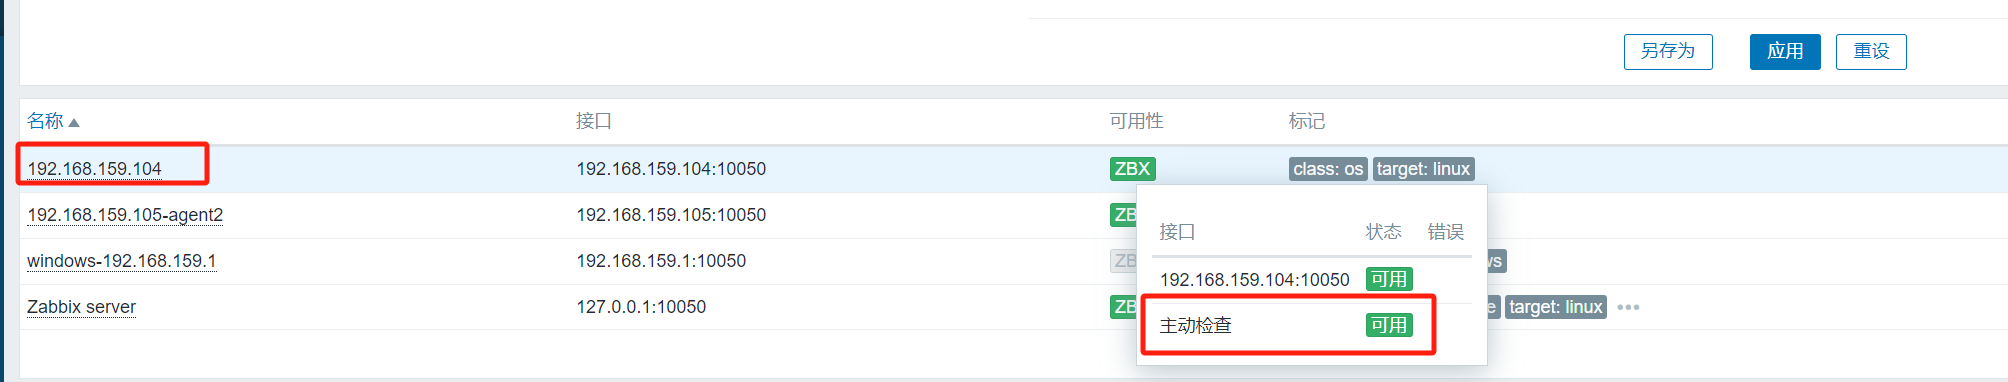 另存为 应用 重设
名称 接口 可用性 标记
192.168.159.104 192.168.159.104:10050 ZBX class: os target: linux
192.168.159.105-agent2 192.168.159.105:10050 ZB
接口 状态 错误
windows-192.168.159.1 192.168.159.1:10050 ZB vs
192.168.159.104:10050 可用
Zabbix server 127.0.0.1:10050 ZB e target: linux
主动检查 可用